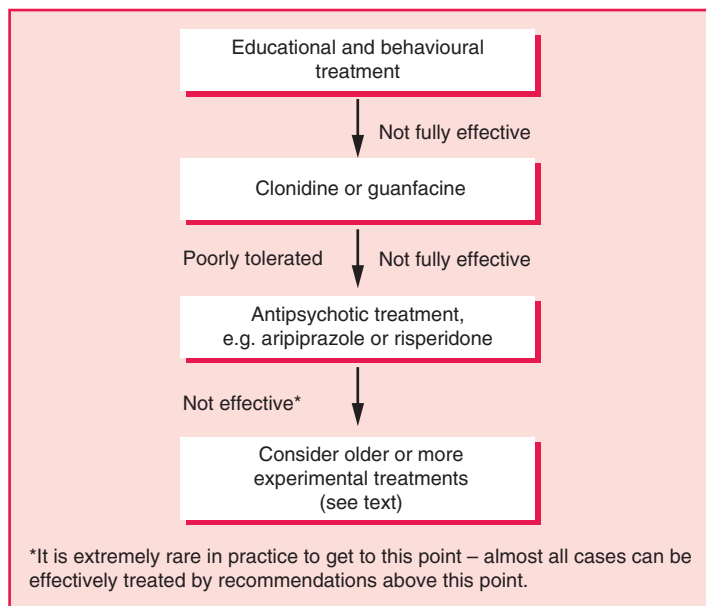 Educational and behavioural
treatment
Not fully effective
Clonidine or guanfacine
Poorly tolerated
Not fully effective
Antipsychotic treatment,
e.g. aripiprazole or risperidone
Not effective*
Consider older or more
experimental treatments
(see text)
*It is extremely rare in practice to get to this point – almost all cases can be
effectively treated by recommendations above this point.